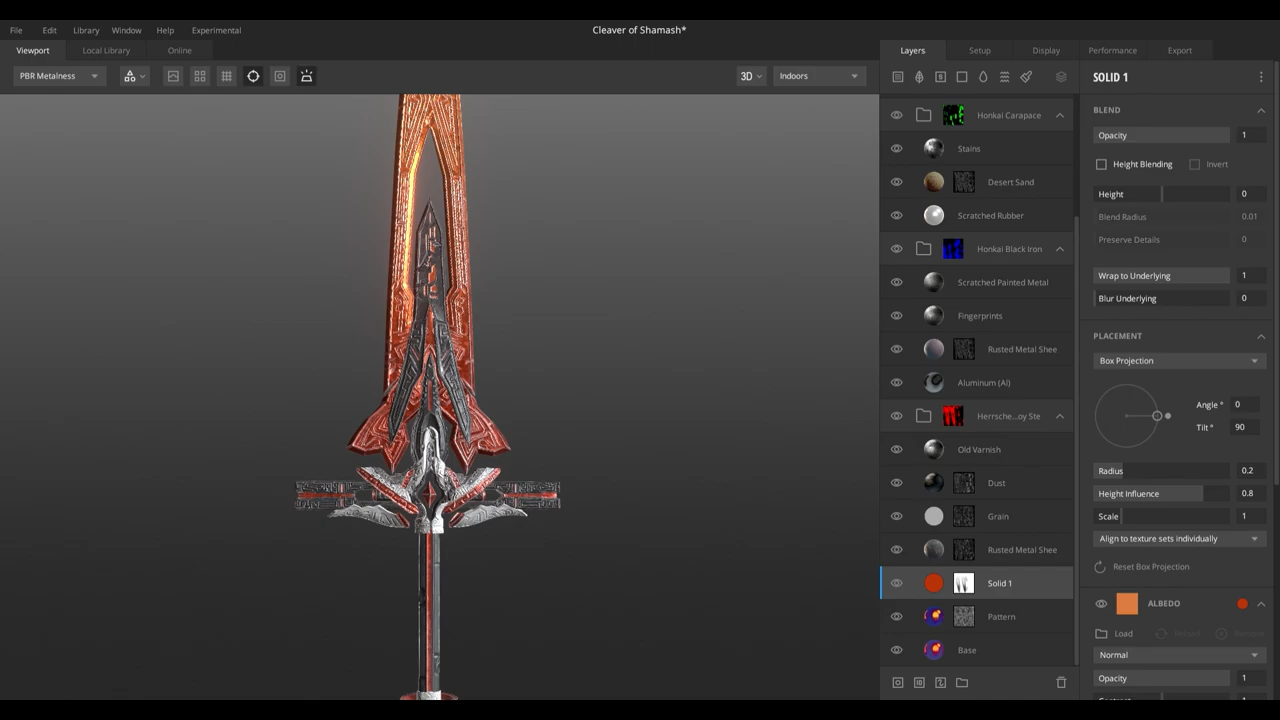 File Edit Library Window Help Experimental
Cleaver of Shamash*
Viewport Local Library Online
Layers Setup Display Performance Export
PBR Metalness
3D
Indoors
SOLID 1
BLEND
Opacity 1
Height Blending Invert
Height 0
Blend Radius 0.01
Preserve Details 0
Wrap to Underlying 1
Blur Underlying 0
PLACEMENT
Box Projection
Angle ° 0
Tilt ° 90
Radius 0.2
Height Influence 0.8
Scale 1
Align to texture sets individually
Reset Box Projection
ALBEDO
Load
Normal
Opacity 1
Honkai Carapace
Stains
Desert Sand
Scratched Rubber
Honkai Black Iron
Scratched Painted Metal
Fingerprints
Rusted Metal Shee
Aluminum (Al)
Herrsche...oy Ste
Old Varnish
Dust
Grain
Rusted Metal Shee
Solid 1
Pattern
Base